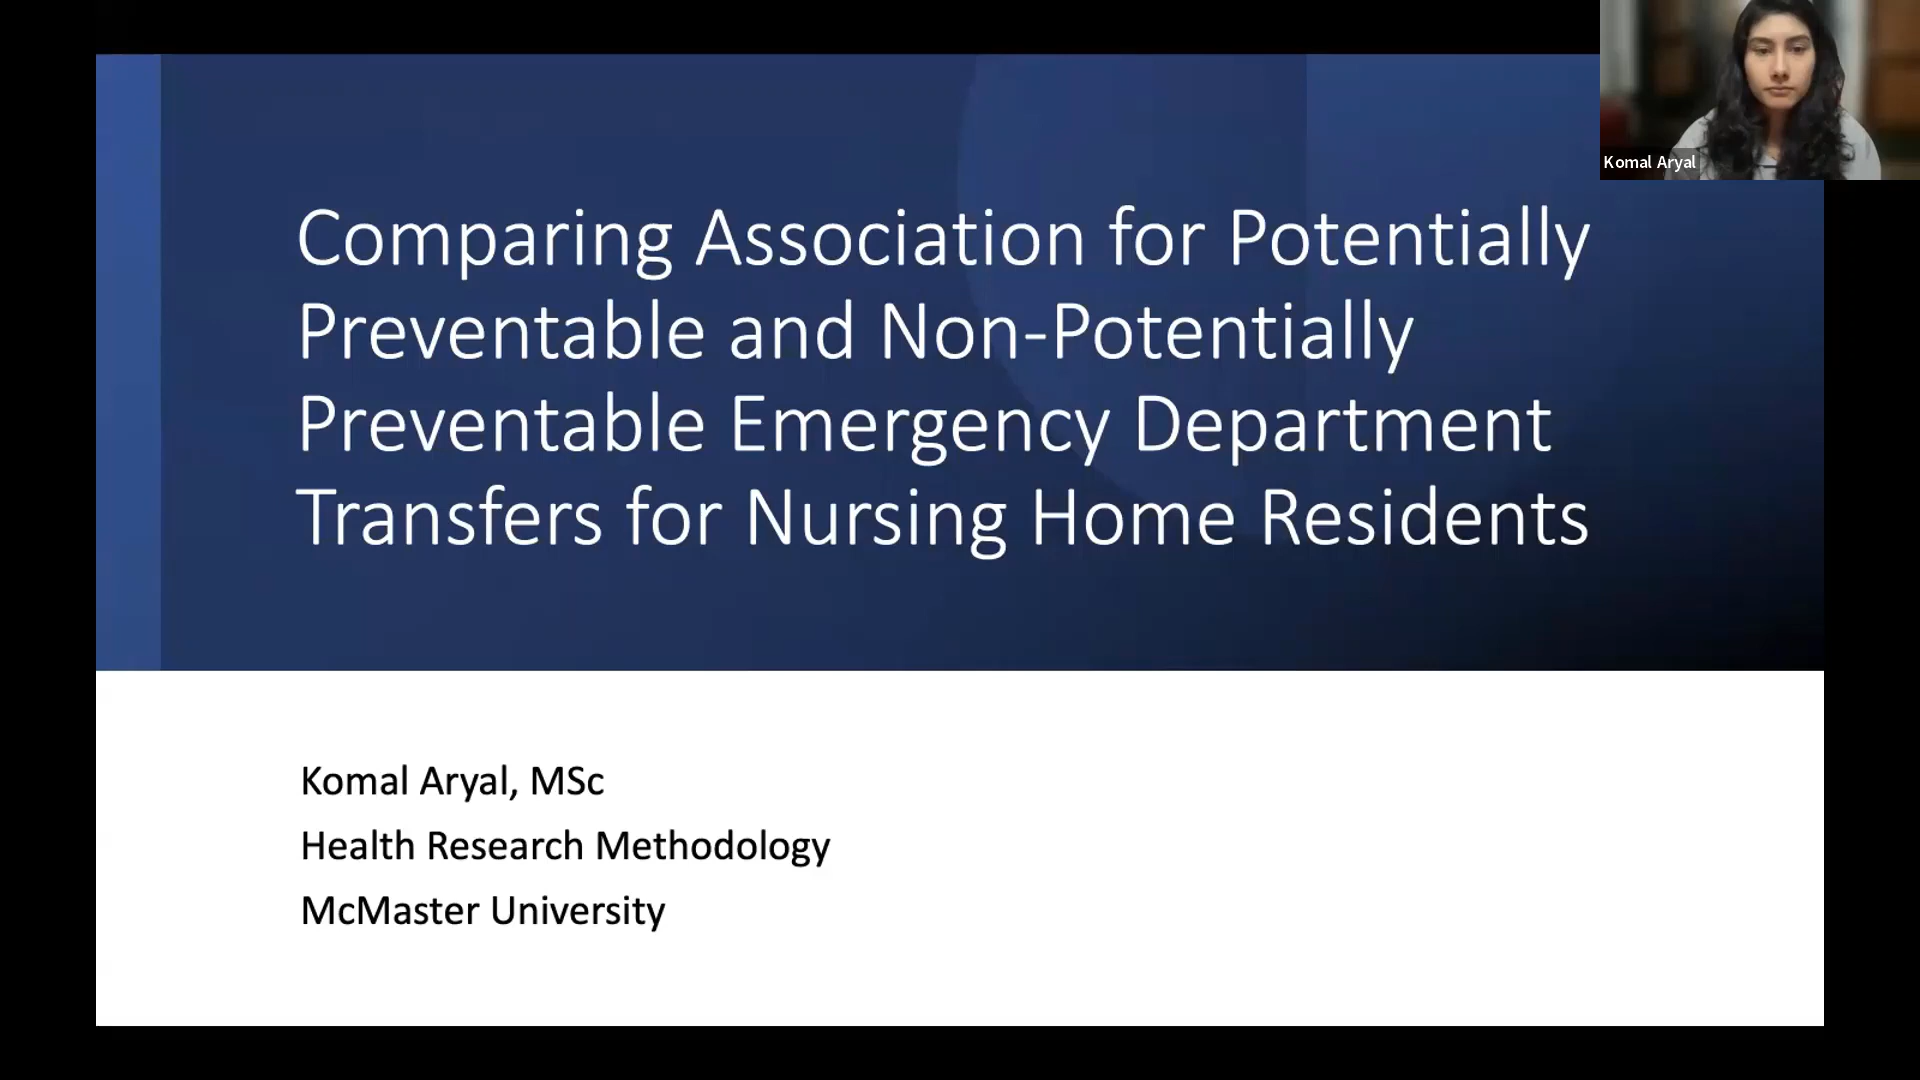 Komal Aryal
Comparing Association for Potentially
Preventable and Non-Potentially
Preventable Emergency Department
Transfers for Nursing Home Residents
Komal Aryal, MSc
Health Research Methodology
McMaster University